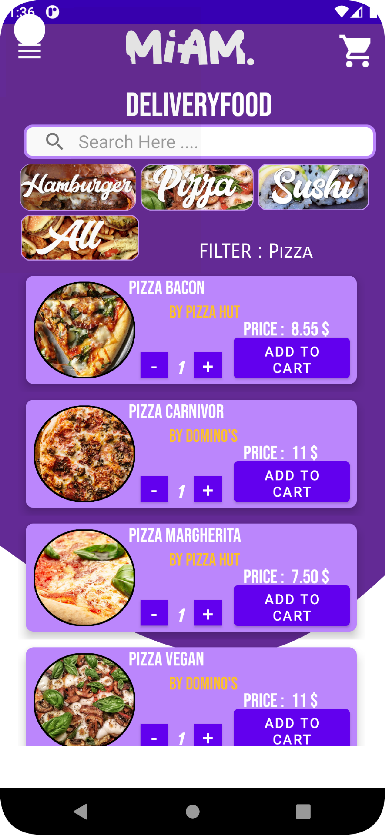 1:36
MiAM.
DELIVERYFOOD
Search Here ....
Hamburger Pizza Sushi
All
FILTER : Pizza
PIZZA BACON
BY PIZZA HUT
PRICE : 8.55 $
- 1 + ADD TO
CART
PIZZA CARNIVOR
BY DOMINO'S
PRICE : 11 $
- 1 + ADD TO
CART
PIZZA MARGHERITA
BY PIZZA HUT
PRICE : 7.50 $
- 1 + ADD TO
CART
PIZZA VEGAN
BY DOMINO'S
PRICE : 11 $
- 1 + ADD TO
CART